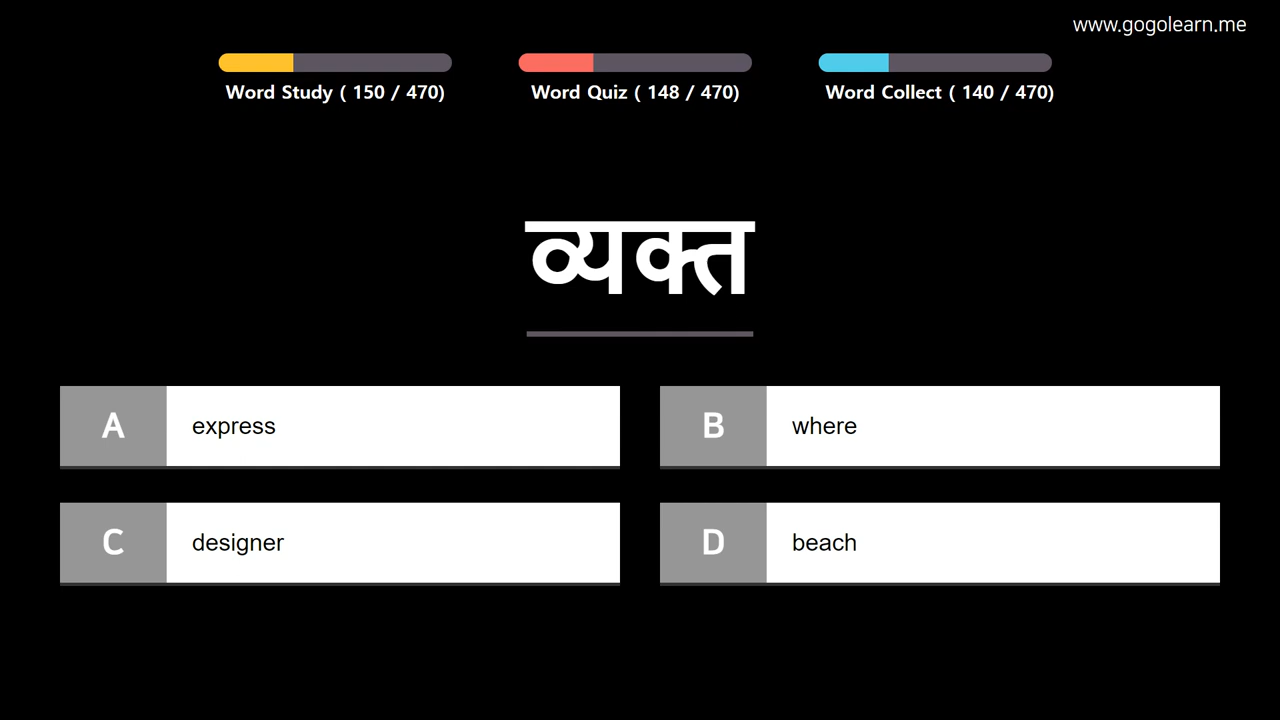 www.gogolearn.me
Word Study ( 150 / 470)
Word Quiz ( 148 / 470)
Word Collect ( 140 / 470)
व्यक्त
A express
B where
C designer
D beach